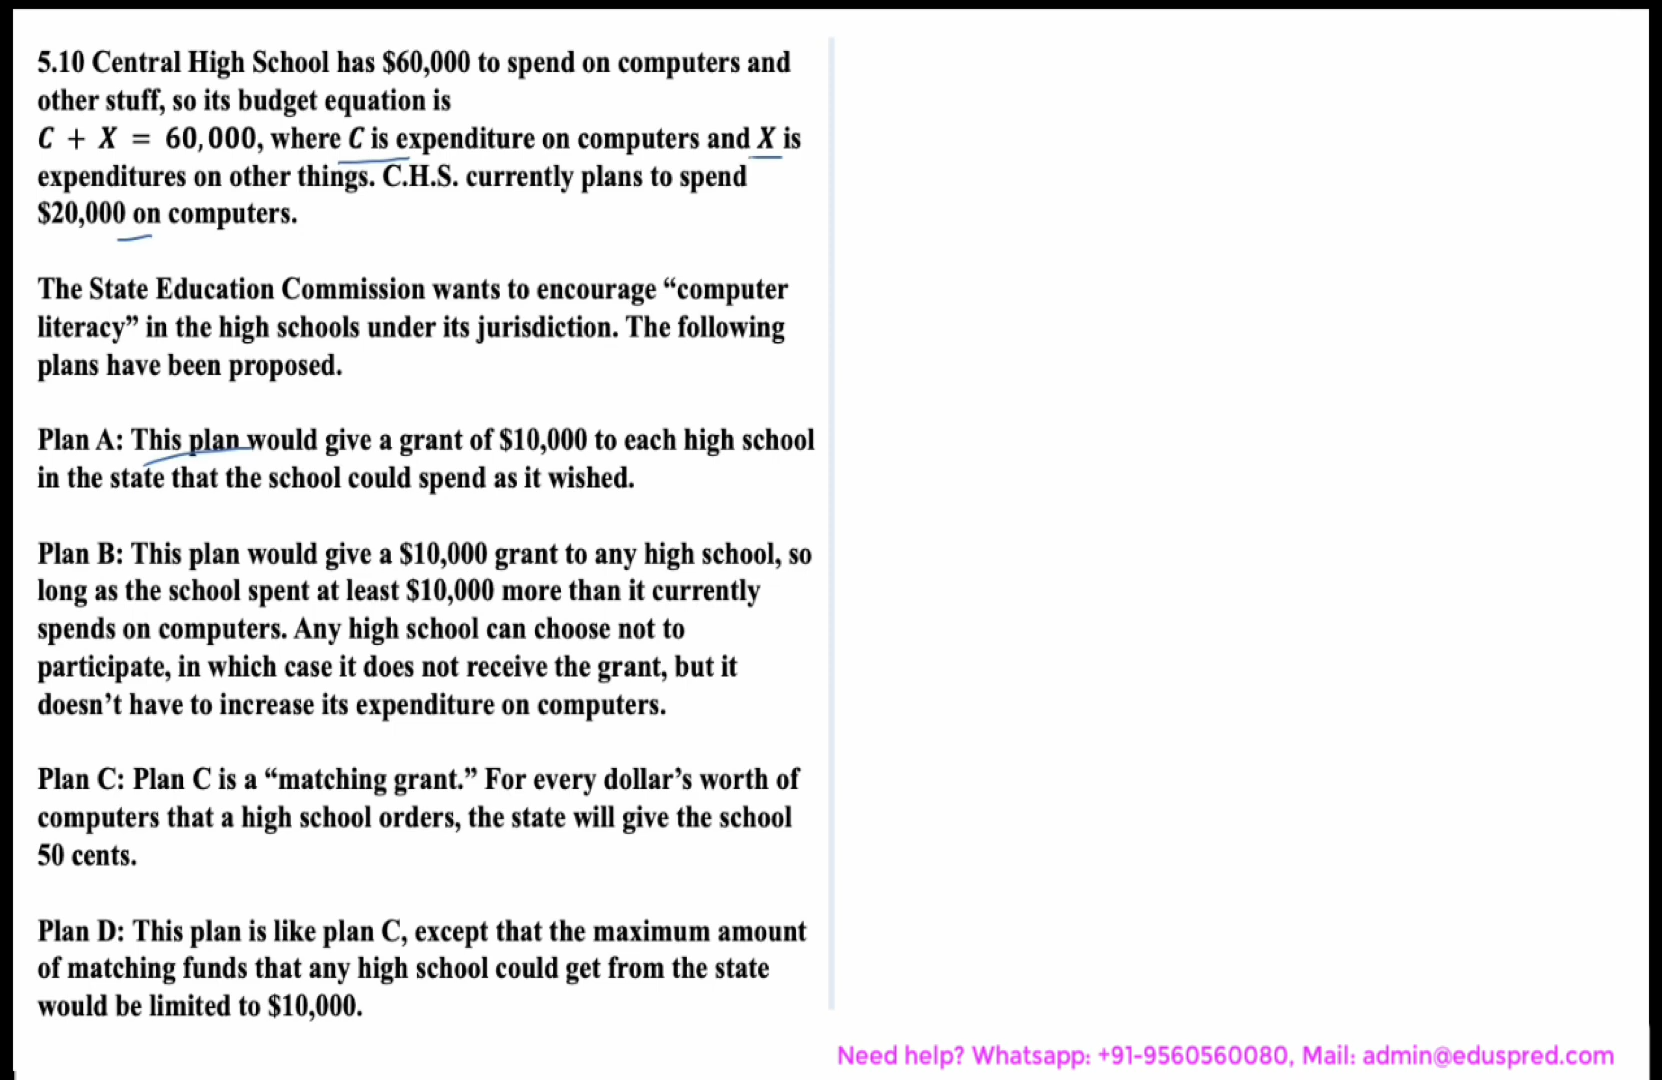 5.10 Central High School has $60,000 to spend on computers and
other stuff, so its budget equation is
C + X = 60,000, where C is expenditure on computers and X is
expenditures on other things. C.H.S. currently plans to spend
$20,000 on computers.
The State Education Commission wants to encourage “computer
literacy” in the high schools under its jurisdiction. The following
plans have been proposed.
Plan A: This plan would give a grant of $10,000 to each high school
in the state that the school could spend as it wished.
Plan B: This plan would give a $10,000 grant to any high school, so
long as the school spent at least $10,000 more than it currently
spends on computers. Any high school can choose not to
participate, in which case it does not receive the grant, but it
doesn’t have to increase its expenditure on computers.
Plan C: Plan C is a “matching grant.” For every dollar’s worth of
computers that a high school orders, the state will give the school
50 cents.
Plan D: This plan is like plan C, except that the maximum amount
of matching funds that any high school could get from the state
would be limited to $10,000.
Need help? Whatsapp: +91-9560560080, Mail: admin@eduspred.com